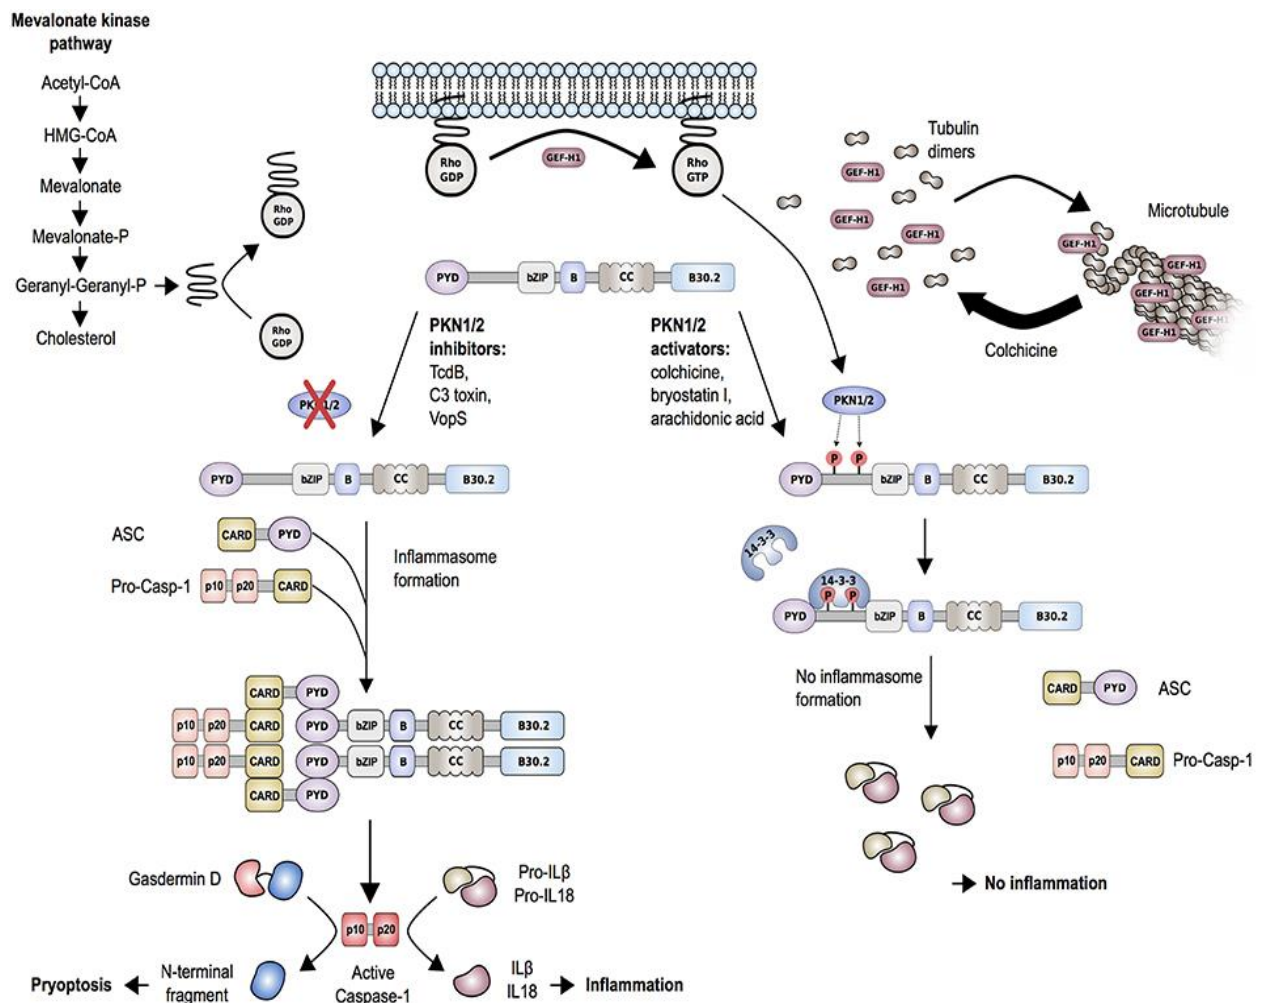 Mevalonate kinase
pathway
Acetyl-CoA
HMG-CoA
Mevalonate
Mevalonate-P
Geranyl-Geranyl-P
Cholesterol
Rho
GDP
Rho
GDP
Rho
GDP
GEF-H1
Rho
GTP
Tubulin
dimers
GEF-H1
GEF-H1
GEF-H1
GEF-H1
Microtubule
GEF-H1
GEF-H1
GEF-H1
GEF-H1
GEF-H1
Colchicine
PYD bZIP B CC B30.2
PKN1/2
inhibitors:
TcdB,
C3 toxin,
VopS
PKN1/2
activators:
colchicine,
bryostatin I,
arachidonic acid
PKN1/2
PKN1/2
P P
PYD bZIP B CC B30.2
PYD bZIP B CC B30.2
ASC
CARD PYD
Pro-Casp-1
p10 p20 CARD
Inflammasome
formation
14-3-3
14-3-3
P P
PYD bZIP B CC B30.2
No inflammasome
formation
CARD PYD ASC
p10 p20 CARD Pro-Casp-1
CARD PYD
p10 p20 CARD PYD bZIP B CC B30.2
p10 p20 CARD PYD bZIP B CC B30.2
CARD PYD
Gasdermin D
Pro-ILβ
Pro-IL18
p10 p20
Active
Caspase-1
N-terminal
fragment
Pryoptosis
ILβ
IL18
Inflammation
No inflammation